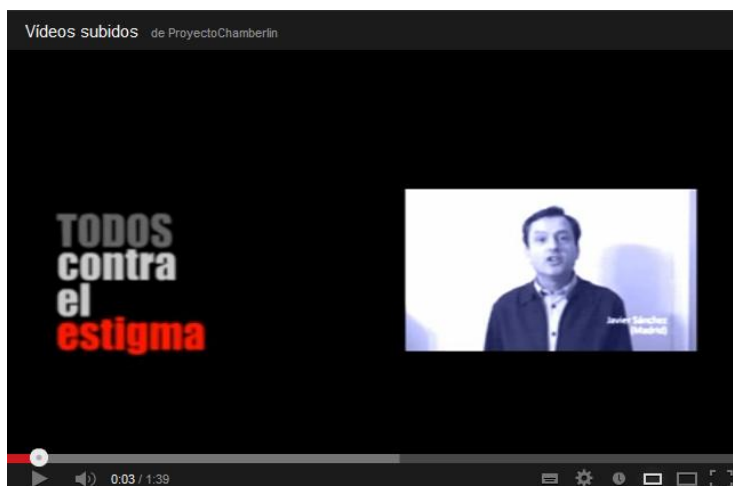 Vídeos subidos de ProyectoChamberlin
TODOS
contra
el
estigma
Javier Sánchez
(Madrid)
0:03 / 1:39